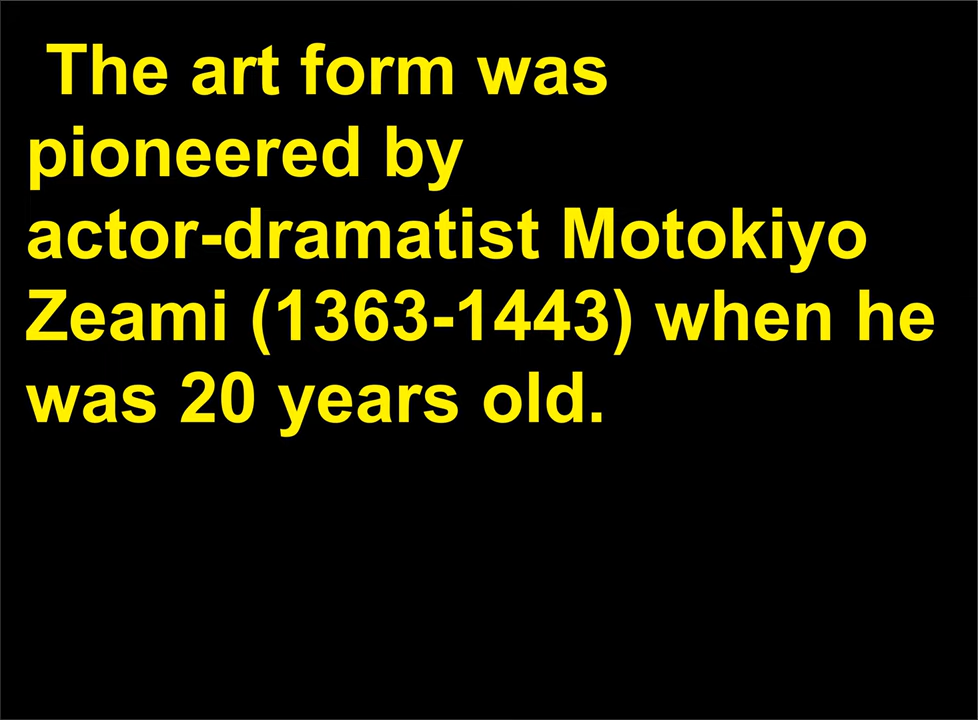 The art form was
pioneered by
actor-dramatist Motokiyo
Zeami (1363-1443) when he
was 20 years old.